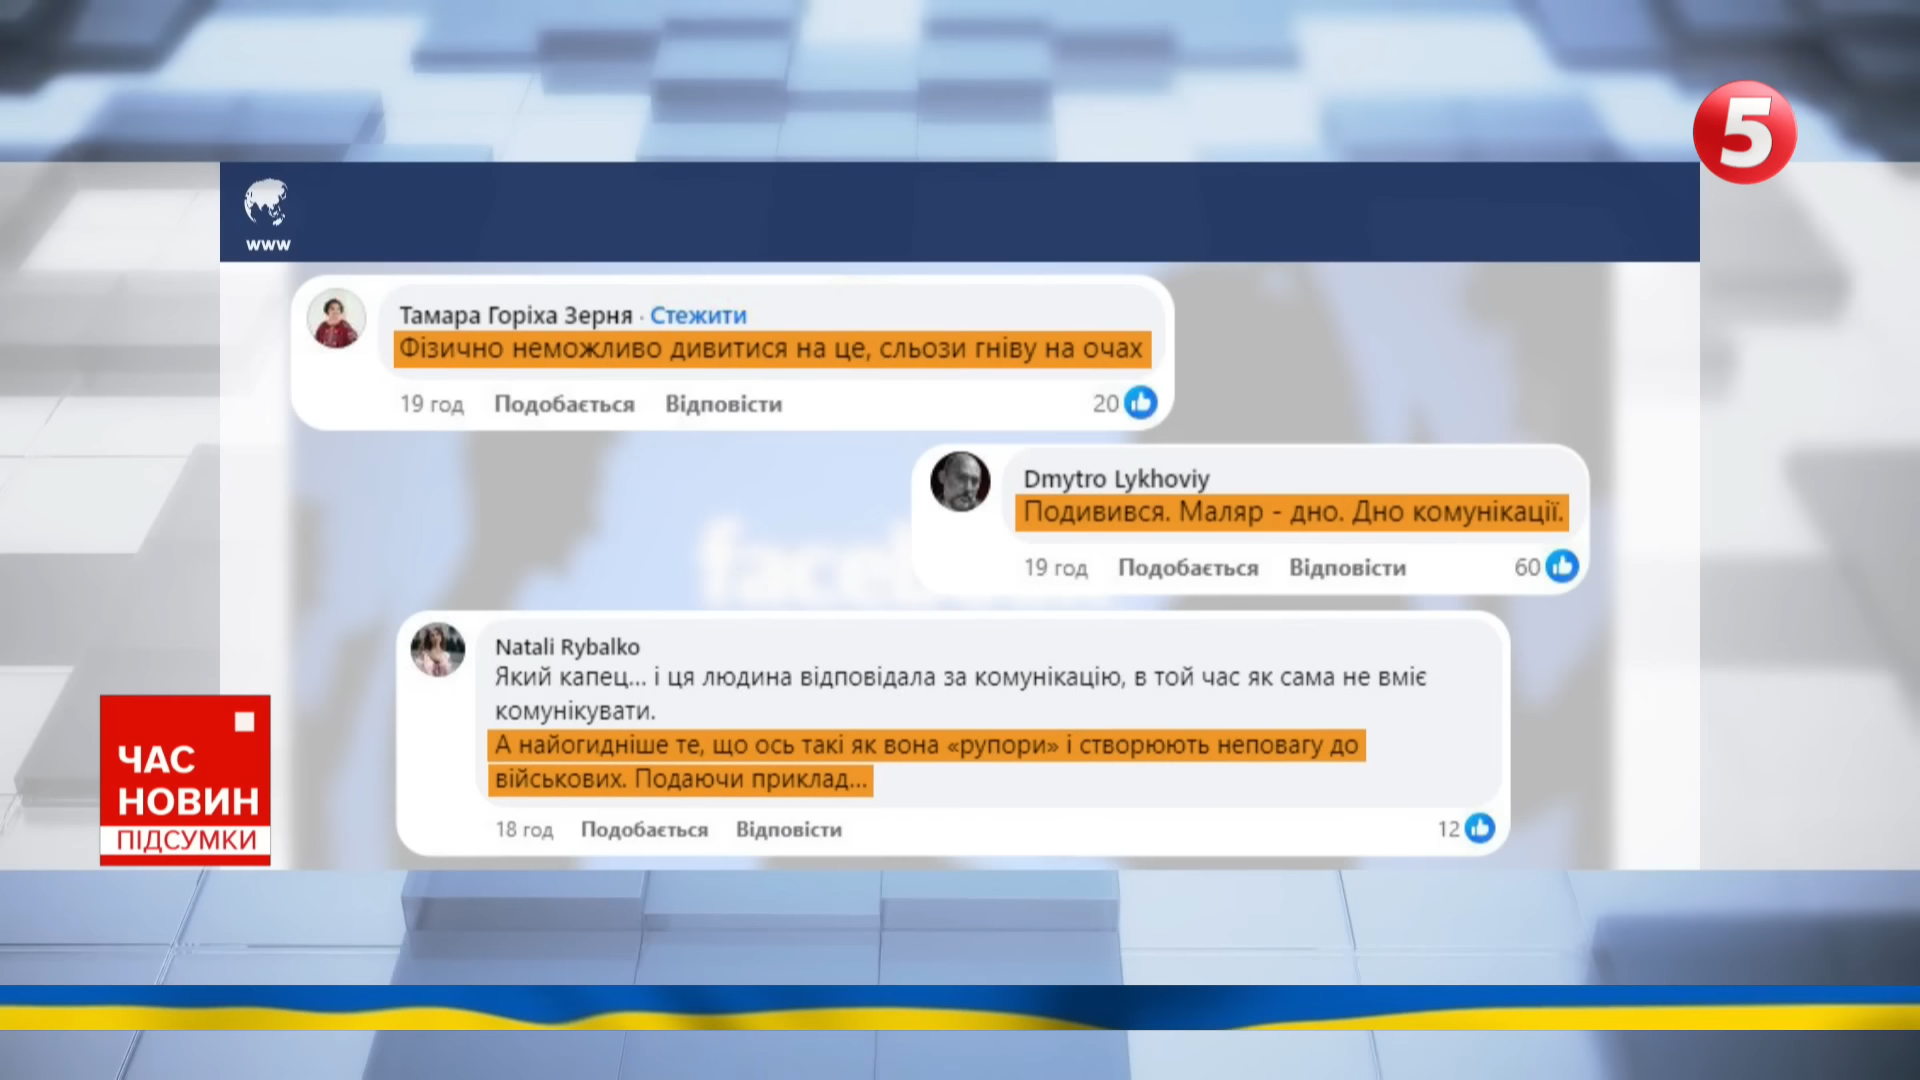 5
www
Тамара Горіха Зерня · Стежити
Фізично неможливо дивитися на це, сльози гніву на очах
19 год Подобається Відповісти 20
Dmytro Lykhoviy
Подивився. Маляр - дно. Дно комунікації.
19 год Подобається Відповісти 60
faceb
Natali Rybalko
Який капец... і ця людина відповідала за комунікацію, в той час як сама не вміє
комунікувати.
А найогидніше те, що ось такі як вона «рупори» і створюють неповагу до
військових. Подаючи приклад...
18 год Подобається Відповісти 12
ЧАС
НОВИН
ПІДСУМКИ